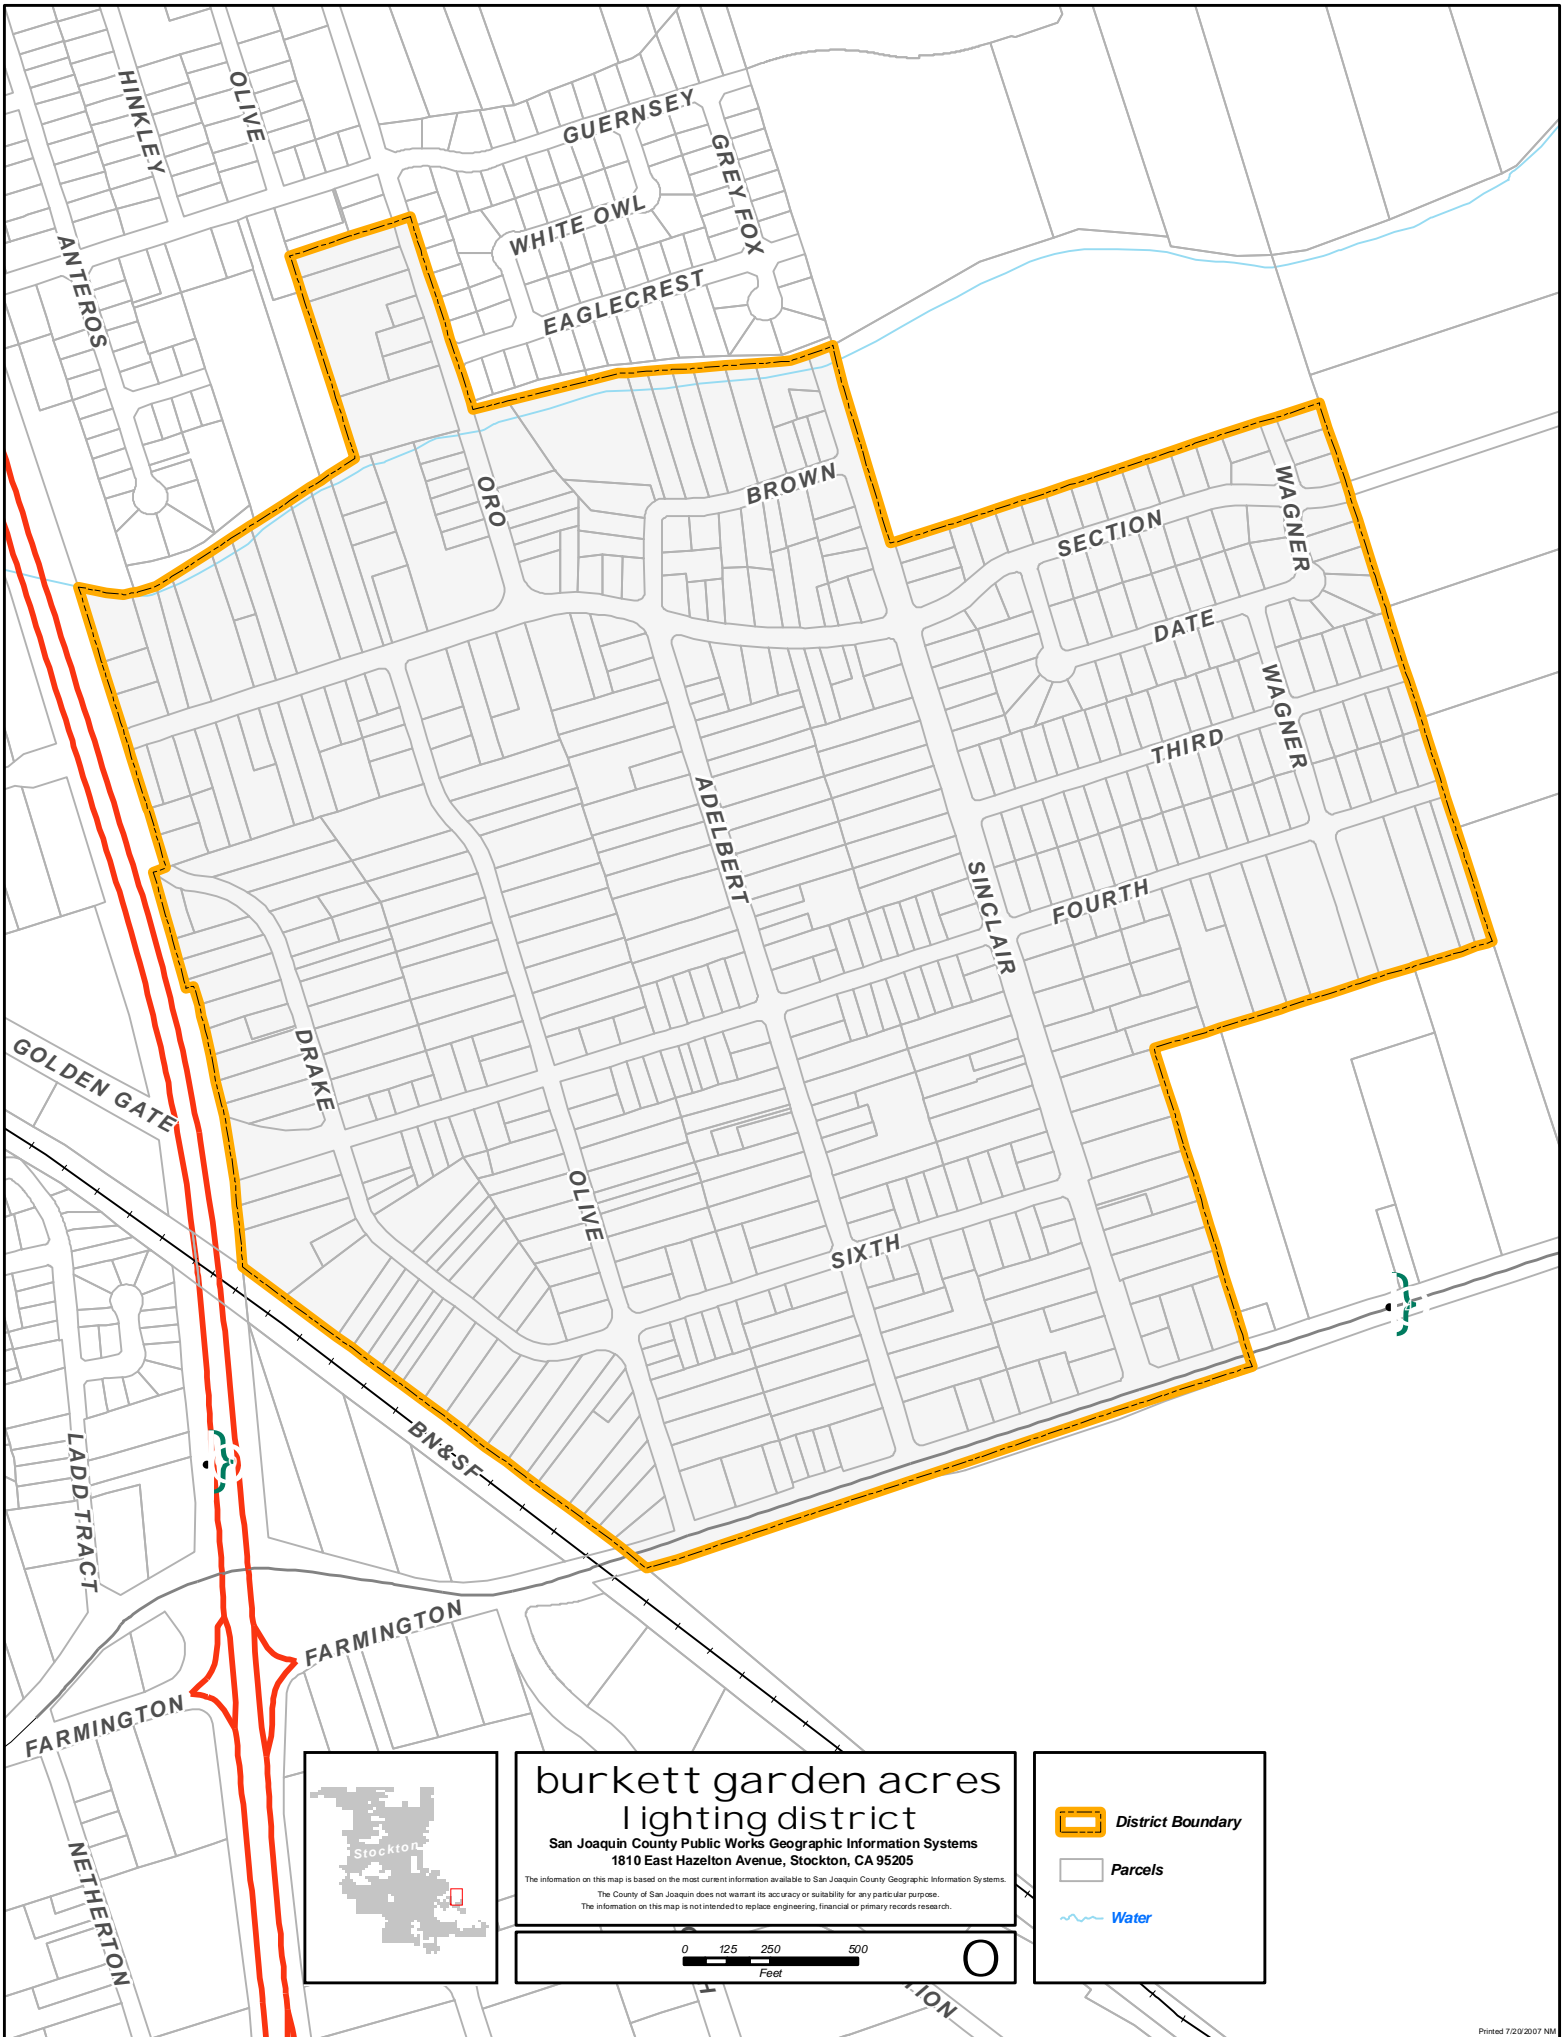 HINKLEY
OLIVE
GUERNSEY
GREY FOX
WHITE OWL
ANTEROS
EAGLECREST
ORO
BROWN
SECTION
WAGNER
DATE
WAGNER
THIRD
ADELBERT
SINCLAIR
FOURTH
DRAKE
GOLDEN GATE
OLIVE
SIXTH
BN&SF
LADD TRACT
FARMINGTON
FARMINGTON
NETHERTON
Stockton
burkett garden acres
lighting district
San Joaquin County Public Works Geographic Information Systems
1810 East Hazelton Avenue, Stockton, CA 95205
The information on this map is based on the most current information available to San Joaquin County Geographic Information Systems.
The County of San Joaquin does not warrant its accuracy or suitability for any particular purpose.
The information on this map is not intended to replace engineering, financial or primary records research.
0 125 250 500
Feet
O
District Boundary
Parcels
Water
Printed 7/20/2007 NM